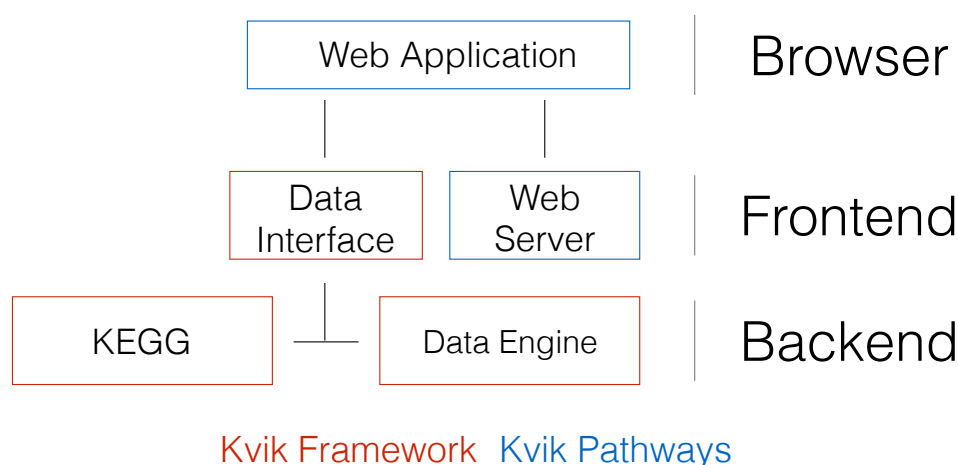 Web Application
Browser
Data
Interface
Web
Server
Frontend
KEGG
Data Engine
Backend
Kvik Framework Kvik Pathways